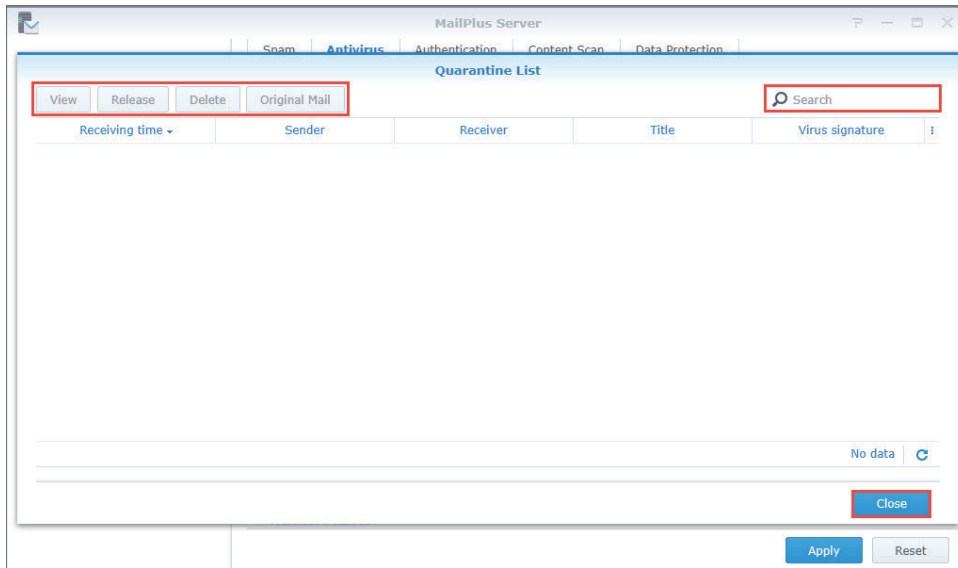 MailPlus Server
Spam Antivirus Authentication Content Scan Data Protection
Quarantine List
View Release Delete Original Mail Search
Receiving time Sender Receiver Title Virus signature
No data
Close
Apply Reset